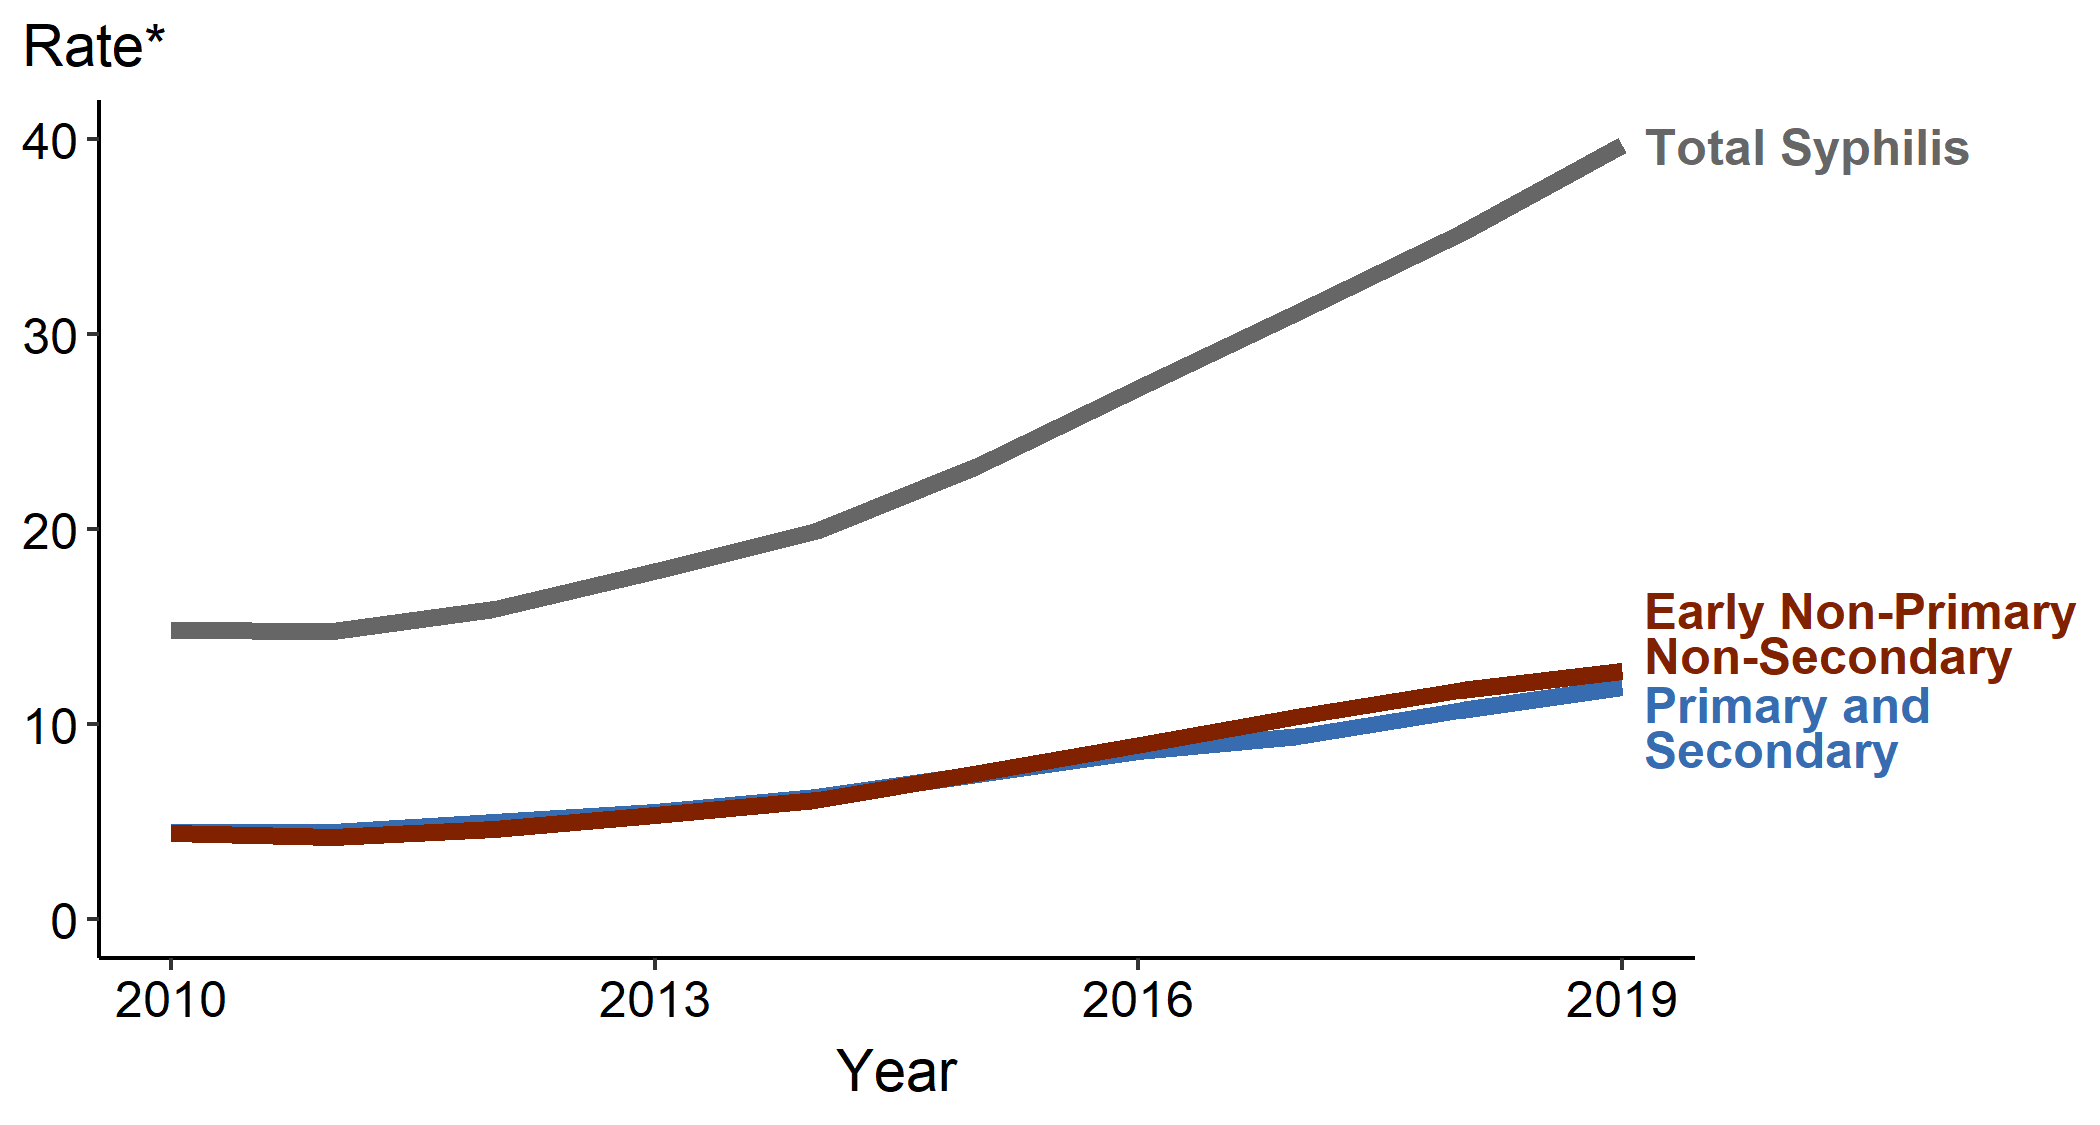 Rate*
40
30
20
10
0
Total Syphilis
Early Non-Primary
Non-Secondary
Primary and
Secondary
2010
2013
2016
2019
Year